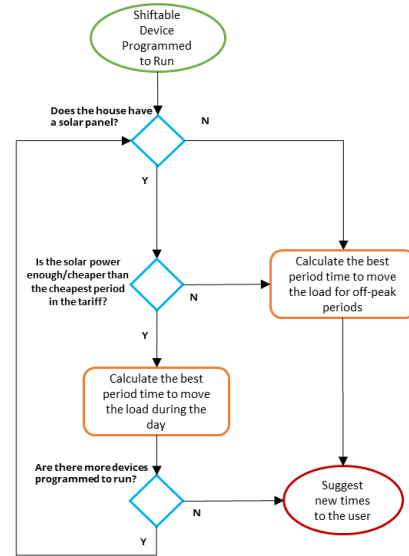 Shiftable
Device
Programmed
to Run
Does the house have
a solar panel?
N
Y
Is the solar power
enough/cheaper than
the cheapest period
in the tariff?
N
Calculate the best
period time to move
the load for off-peak
periods
Y
Calculate the best
period time to move
the load during the
day
Are there more devices
programmed to run?
N
Suggest
new times
to the user
Y